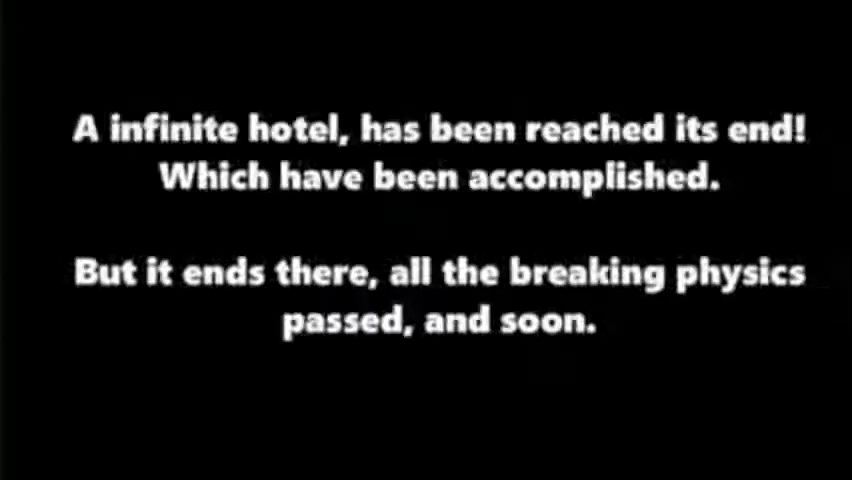 A infinite hotel, has been reached its end!
Which have been accomplished.
But it ends there, all the breaking physics
passed, and soon.